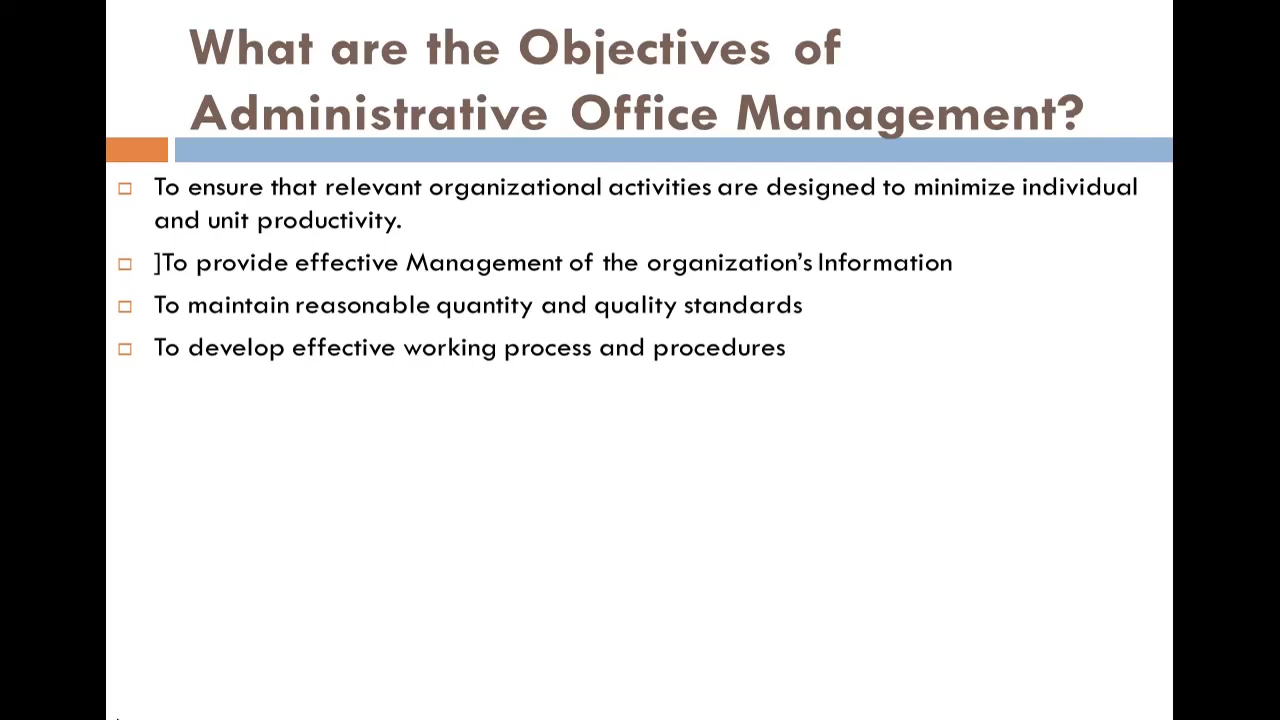 What are the Objectives of
Administrative Office Management?
To ensure that relevant organizational activities are designed to minimize individual
and unit productivity.
]To provide effective Management of the organization’s Information
To maintain reasonable quantity and quality standards
To develop effective working process and procedures